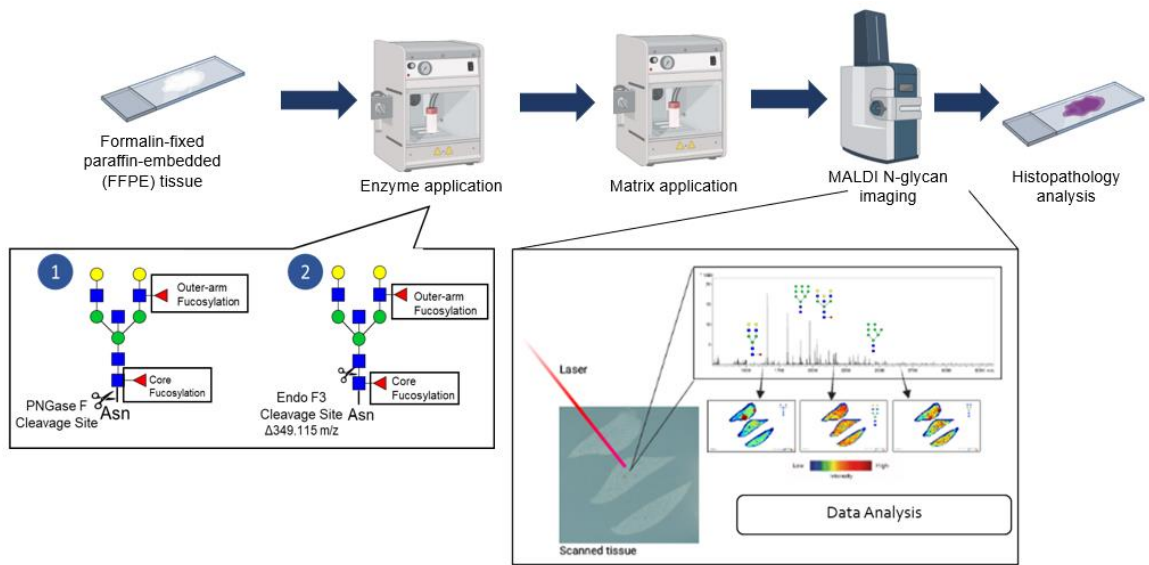 Formalin-fixed
paraffin-embedded
(FFPE) tissue
Enzyme application
Matrix application
MALDI N-glycan
imaging
Histopathology
analysis
1
Outer-arm
Fucosylation
Core
Fucosylation
PNGase F
Cleavage Site
Asn
2
Outer-arm
Fucosylation
Core
Fucosylation
Endo F3
Cleavage Site
Δ349.115 m/z
Asn
Laser
Scanned tissue
Low
High
Intensity
Data Analysis